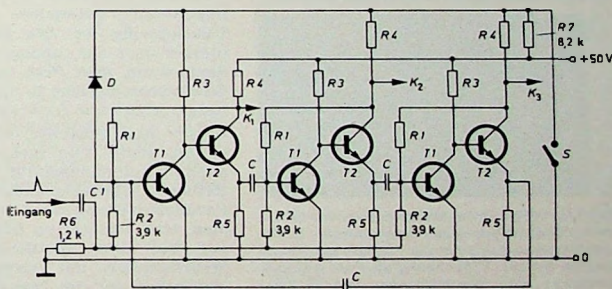 R4
R4
R7
8,2 k
+50V
D
R3
R4
R3
R3
K1
K2
K3
R1
R1
R1
T1
T2
T1
T2
T1
T2
S
C
C
C1
Eingang
R6
1,2 k
R2
3,9 k
R5
R2
3,9 k
R5
R2
3,9 k
R5
0
C